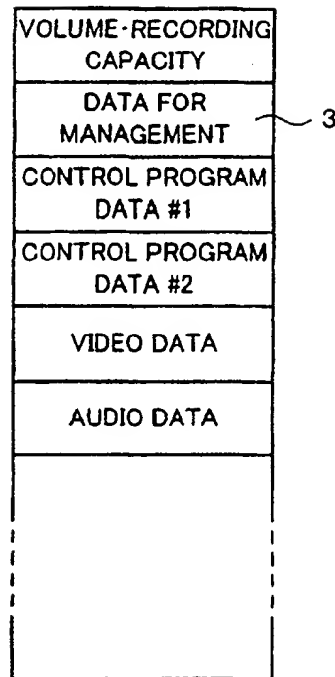 VOLUME·RECORDING
CAPACITY
DATA FOR
MANAGEMENT
3
CONTROL PROGRAM
DATA #1
CONTROL PROGRAM
DATA #2
VIDEO DATA
AUDIO DATA